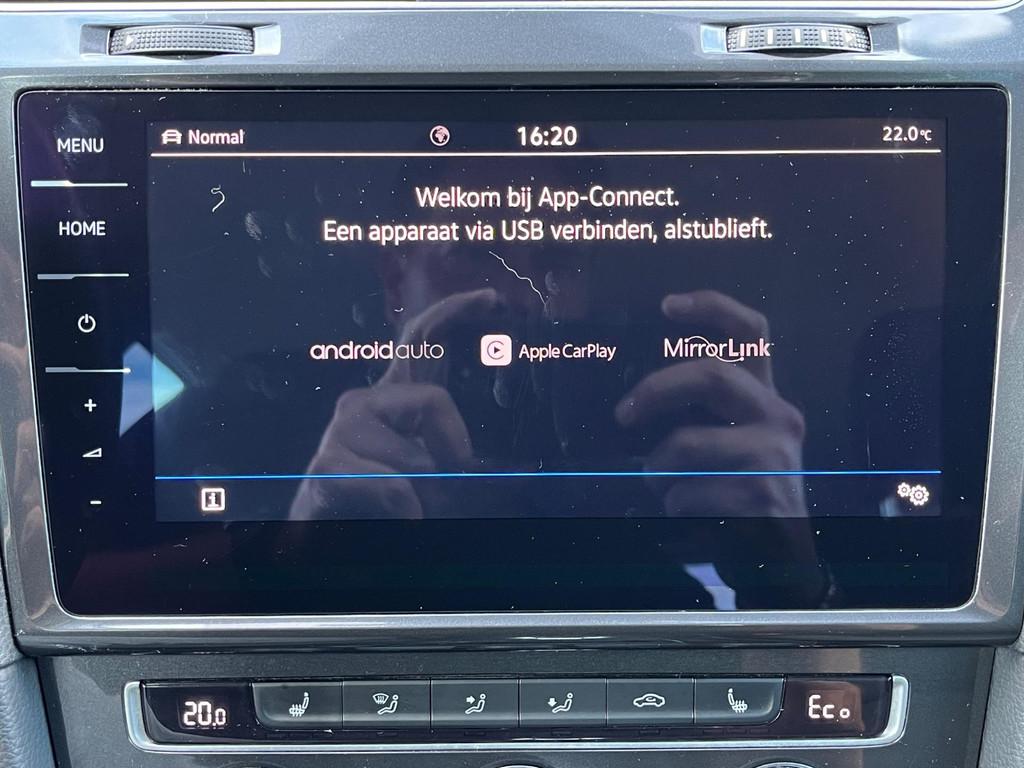 MENU
HOME
Normal
16:20
22.0°C
Welkom bij App-Connect.
Een apparaat via USB verbinden, alstublieft.
androidauto
Apple CarPlay
MirrorLink
+
-
i
20.0
Eco